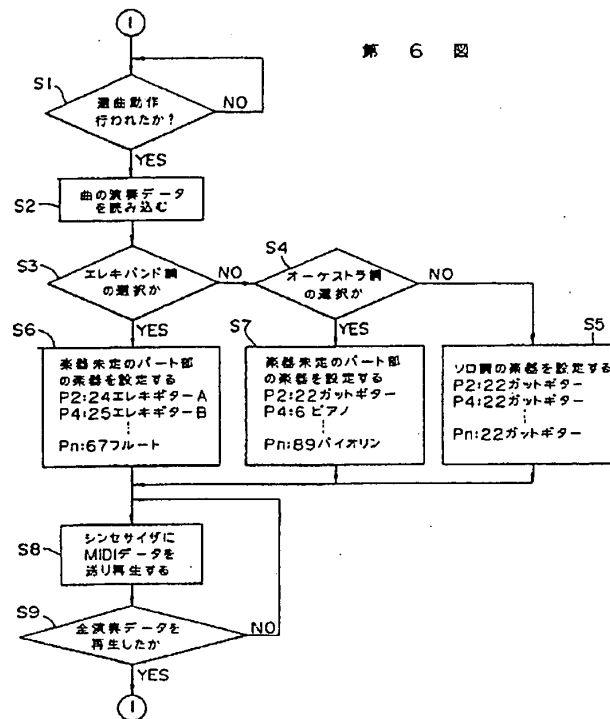 ①
第 6 図
S1
選曲動作
行われたか?
NO
YES
S2
曲の演奏データ
を読み込む
S3
エレキバンド調
の選択か
NO
YES
S4
オーケストラ調
の選択か
NO
YES
S6
楽器未定のパート部
の楽器を設定する
P2:24エレキギターA
P4:25エレキギターB
⋮
Pn:67フルート
S7
楽器未定のパート部
の楽器を設定する
P2:22ガットギター
P4:6 ピアノ
⋮
Pn:89バイオリン
S5
ソロ調の楽器を設定する
P2:22ガットギター
P4:22ガットギター
⋮
Pn:22ガットギター
S8
シンセサイザに
MIDIデータを
送り再生する
S9
全演奏データを
再生したか
NO
YES
①